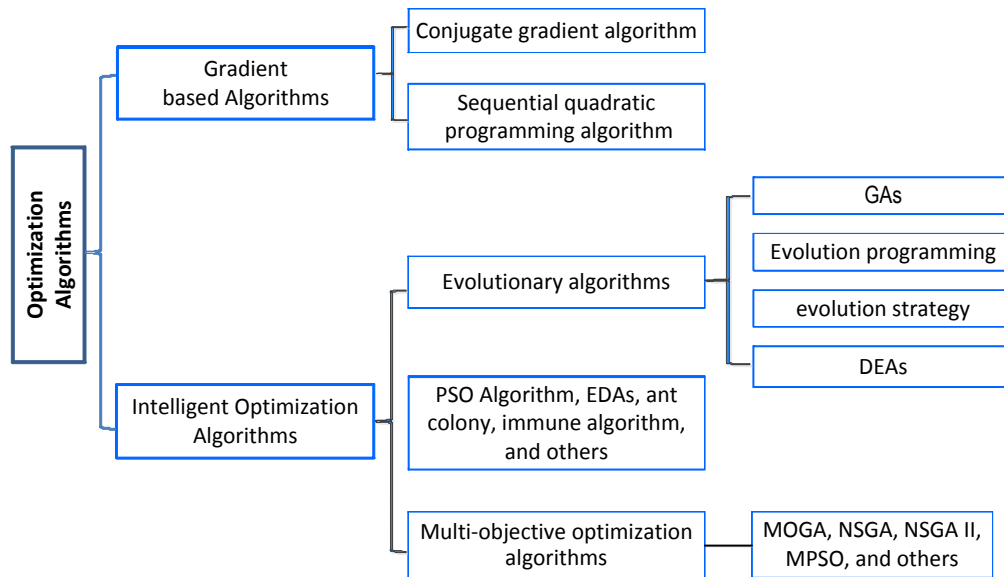 Optimization
Algorithms
Gradient
based Algorithms
Conjugate gradient algorithm
Sequential quadratic
programming algorithm
Intelligent Optimization
Algorithms
Evolutionary algorithms
GAs
Evolution programming
evolution strategy
DEAs
PSO Algorithm, EDAs, ant
colony, immune algorithm,
and others
Multi-objective optimization
algorithms
MOGA, NSGA, NSGA II,
MPSO, and others